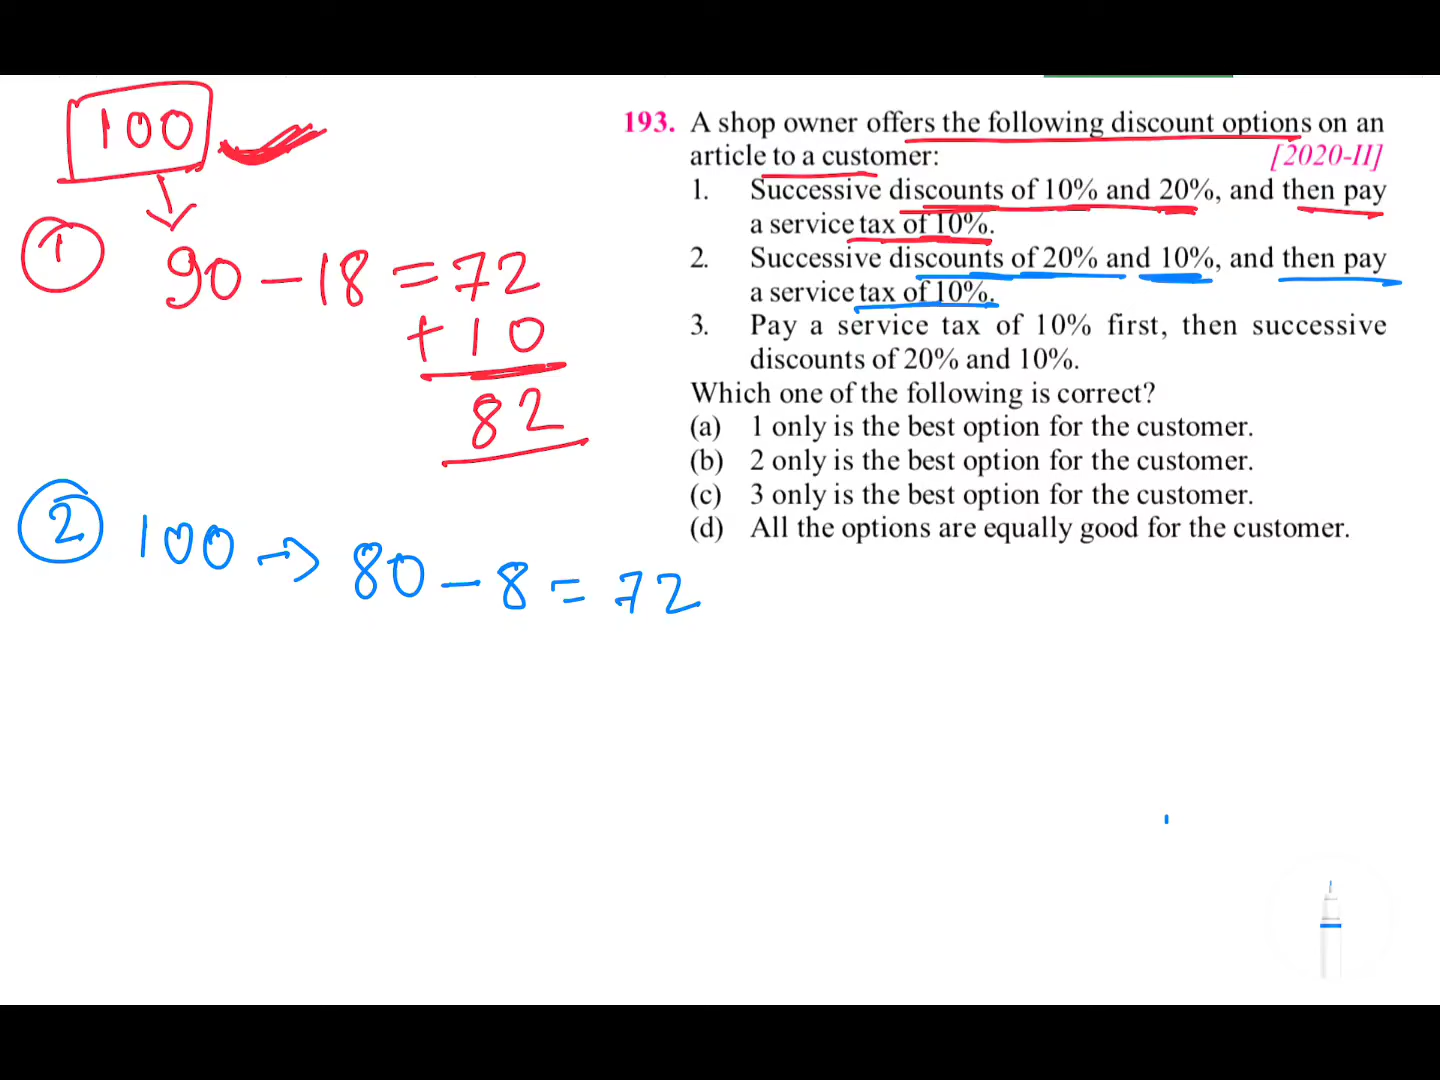 100
① 90 - 18 = 72
+ 10
82
② 100 → 80 - 8 = 72
193. A shop owner offers the following discount options on an
article to a customer: [2020-II]
1. Successive discounts of 10% and 20%, and then pay
a service tax of 10%.
2. Successive discounts of 20% and 10%, and then pay
a service tax of 10%.
3. Pay a service tax of 10% first, then successive
discounts of 20% and 10%.
Which one of the following is correct?
(a) 1 only is the best option for the customer.
(b) 2 only is the best option for the customer.
(c) 3 only is the best option for the customer.
(d) All the options are equally good for the customer.